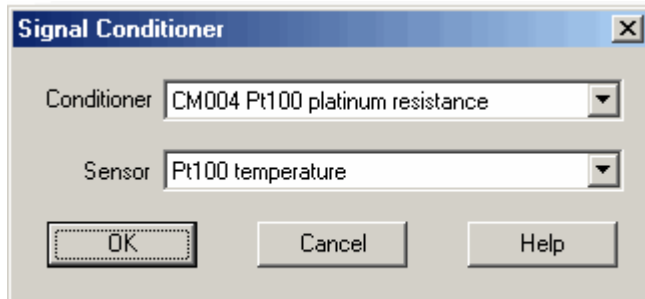 Signal Conditioner
Conditioner CM004 Pt100 platinum resistance
Sensor Pt100 temperature
OK Cancel Help